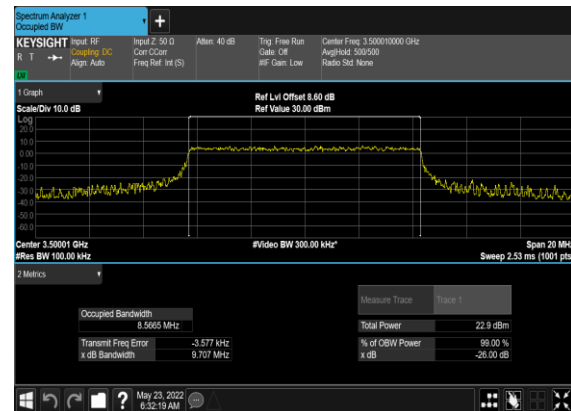 Spectrum Analyzer 1
Occupied BW
KEYSIGHT
R T
LV
Input: RF
Coupling: DC
Align: Auto
Input Z: 50 Ω
Corr CCorr
Freq Ref: Int (S)
Atten: 40 dB
Trig: Free Run
Gate: Off
#IF Gain: Low
Center Freq: 3.500010000 GHz
Avg|Hold: 500/500
Radio Std: None
1 Graph
Scale/Div 10.0 dB
Ref Lvl Offset 8.60 dB
Ref Value 30.00 dBm
Log
20.0
10.0
0.00
-10.0
-20.0
-30.0
-40.0
-50.0
-60.0
Center 3.50001 GHz
#Res BW 100.00 kHz
#Video BW 300.00 kHz*
Span 20 MHz
Sweep 2.53 ms (1001 pts
2 Metrics
Measure Trace
Trace 1
Occupied Bandwidth
8.5665 MHz
Total Power
22.9 dBm
Transmit Freq Error
-3.577 kHz
% of OBW Power
99.00 %
x dB Bandwidth
9.707 MHz
x dB
-26.00 dB
?
May 23, 2022
6:32:19 AM